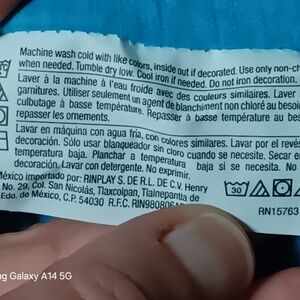 Machine wash cold with like colors, inside out if decorated. Use only non-ch
when needed. Tumble dry low. Cool iron if needed. Do not iron decoration.
Laver à la machine à l'eau froide avec des couleurs similaires. Laver
garnitures. Utiliser seulement un agent de blanchiment non chloré au besoin
culbutage à basse température. Repasser à basse température au beso
repasser les ornements.
Lavar en máquina con agua fría, con colores similares. Lavar por el revés
decoración. Sólo usar blanqueador sin cloro cuando se necesite. Secar en
temperatura baja. Planchar a temperatura baja cuando se necesi
decoración, Lavar con detergente. No exprimir.
México importado por: RINPLAY S. DE R.L. DE C.V. Henry
No. 29, Col. San Nicolás, Tlaxcolpan, Tlalnepantla de
Edo. de México, C.P. 54030 R.F.C. RIN980806
30
RN15763
ng Galaxy A14 5G